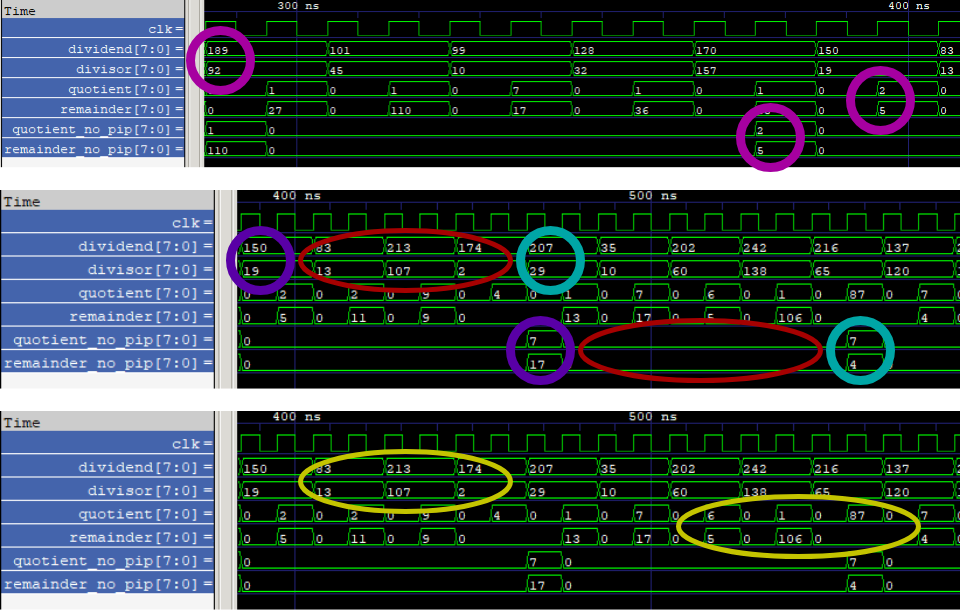 Time 300 ns 400 ns
clk =
dividend[7:0] = 189 101 99 128 170 150 83
divisor[7:0] = 92 45 10 32 157 19 13
quotient[7:0] = 1 0 1 0 7 0 1 0 1 0 2 0
remainder[7:0] = 0 27 0 110 0 17 0 36 0 0 5 0
quotient_no_pip[7:0] = 1 0 2 0
remainder_no_pip[7:0] = 110 0 5 0
Time 400 ns 500 ns
clk =
dividend[7:0] = 150 83 213 174 207 35 202 242 216 137
divisor[7:0] = 19 13 107 2 29 10 60 138 65 120
quotient[7:0] = 0 2 0 2 0 9 0 4 0 1 0 7 0 6 0 1 0 87 0 7 0
remainder[7:0] = 0 5 0 11 0 9 0 13 0 17 0 5 0 106 0 4 0
quotient_no_pip[7:0] = 0 7 7
remainder_no_pip[7:0] = 0 17 4 0
Time 400 ns 500 ns
clk =
dividend[7:0] = 150 83 213 174 207 35 202 242 216 137
divisor[7:0] = 19 13 107 2 29 10 60 138 65 120
quotient[7:0] = 0 2 0 2 0 9 0 4 0 1 0 7 0 6 0 1 0 87 0 7 0
remainder[7:0] = 0 5 0 11 0 9 0 13 0 17 0 5 0 106 0 4 0
quotient_no_pip[7:0] = 0 7 0 7 0
remainder_no_pip[7:0] = 0 17 0 4 0